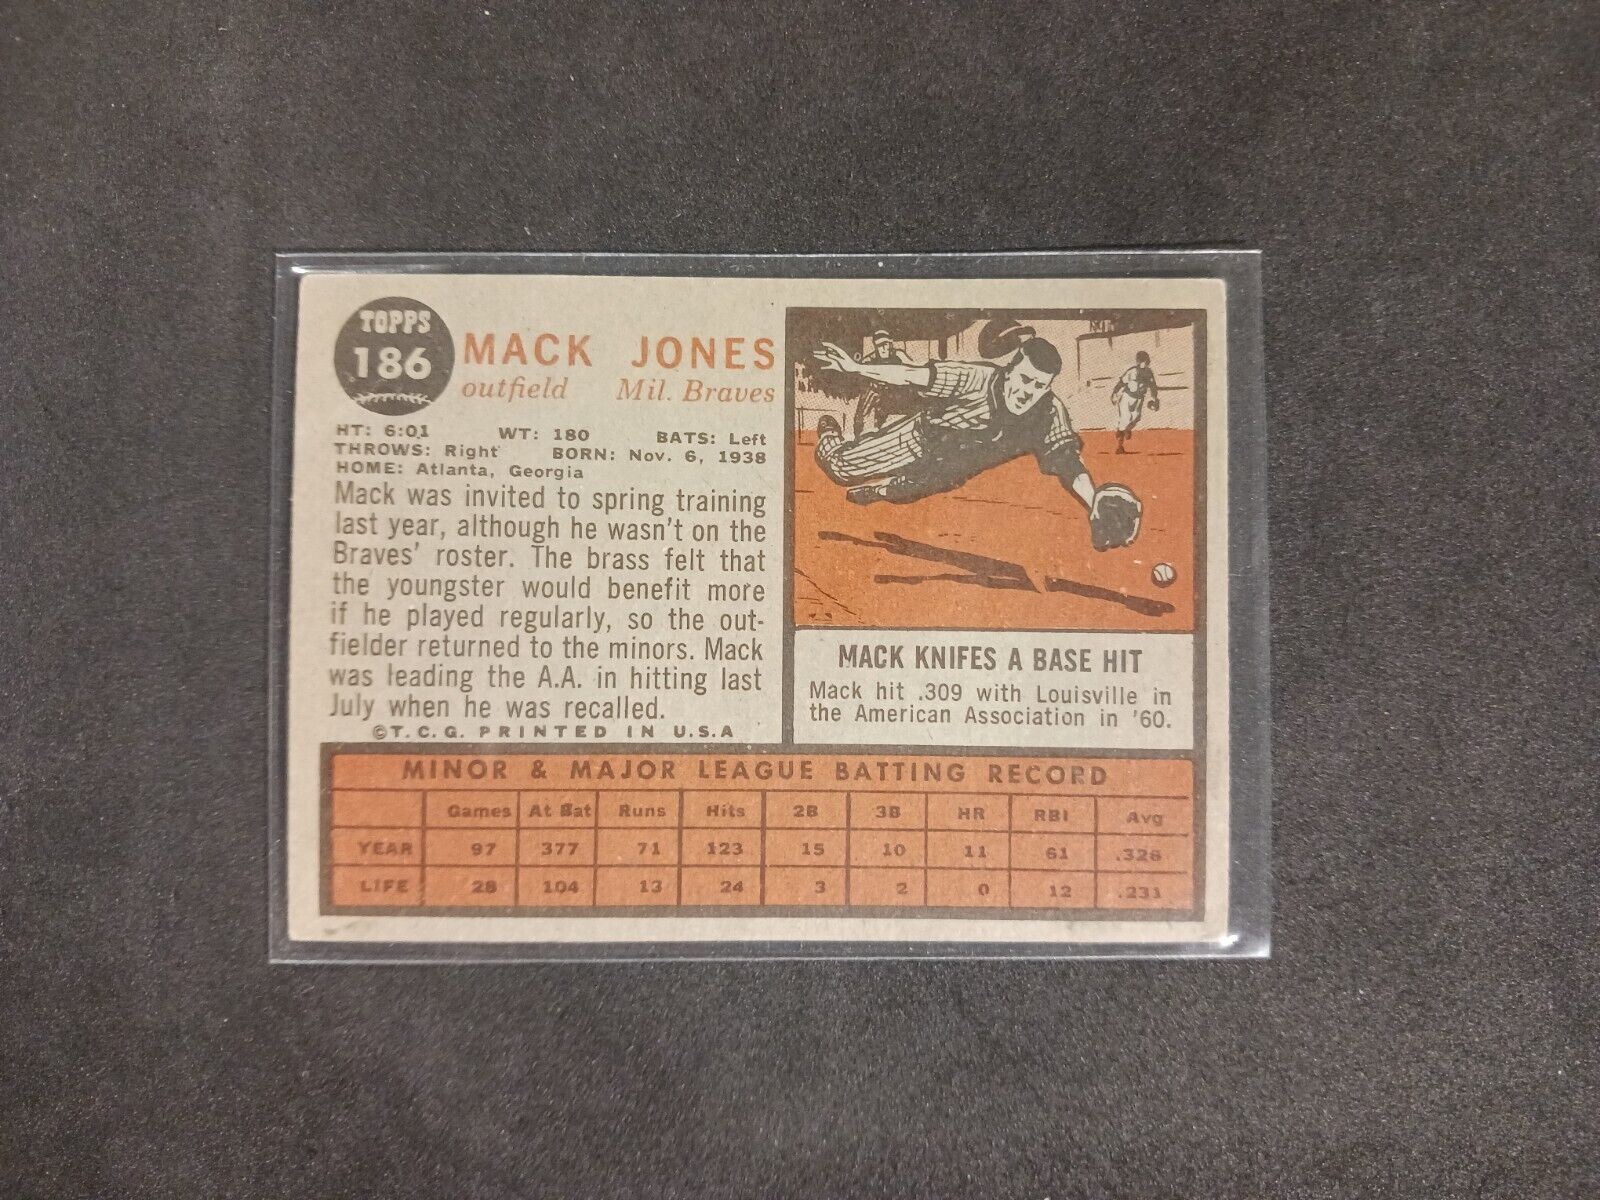 TOPPS
186
MACK JONES
outfield Mil. Braves
HT: 6:01 WT: 180 BATS: Left
THROWS: Right BORN: Nov. 6, 1938
HOME: Atlanta, Georgia
Mack was invited to spring training
last year, although he wasn't on the
Braves' roster. The brass felt that
the youngster would benefit more
if he played regularly, so the out-
fielder returned to the minors. Mack
was leading the A.A. in hitting last
July when he was recalled.
©T.C.G. PRINTED IN U.S.A
MACK KNIFES A BASE HIT
Mack hit .309 with Louisville in
the American Association in '60.
MINOR & MAJOR LEAGUE BATTING RECORD
Games At Bat Runs Hits 2B 3B HR RBI Avg
YEAR 97 377 71 123 15 10 11 61 .326
LIFE 28 104 13 24 3 2 0 12 .231